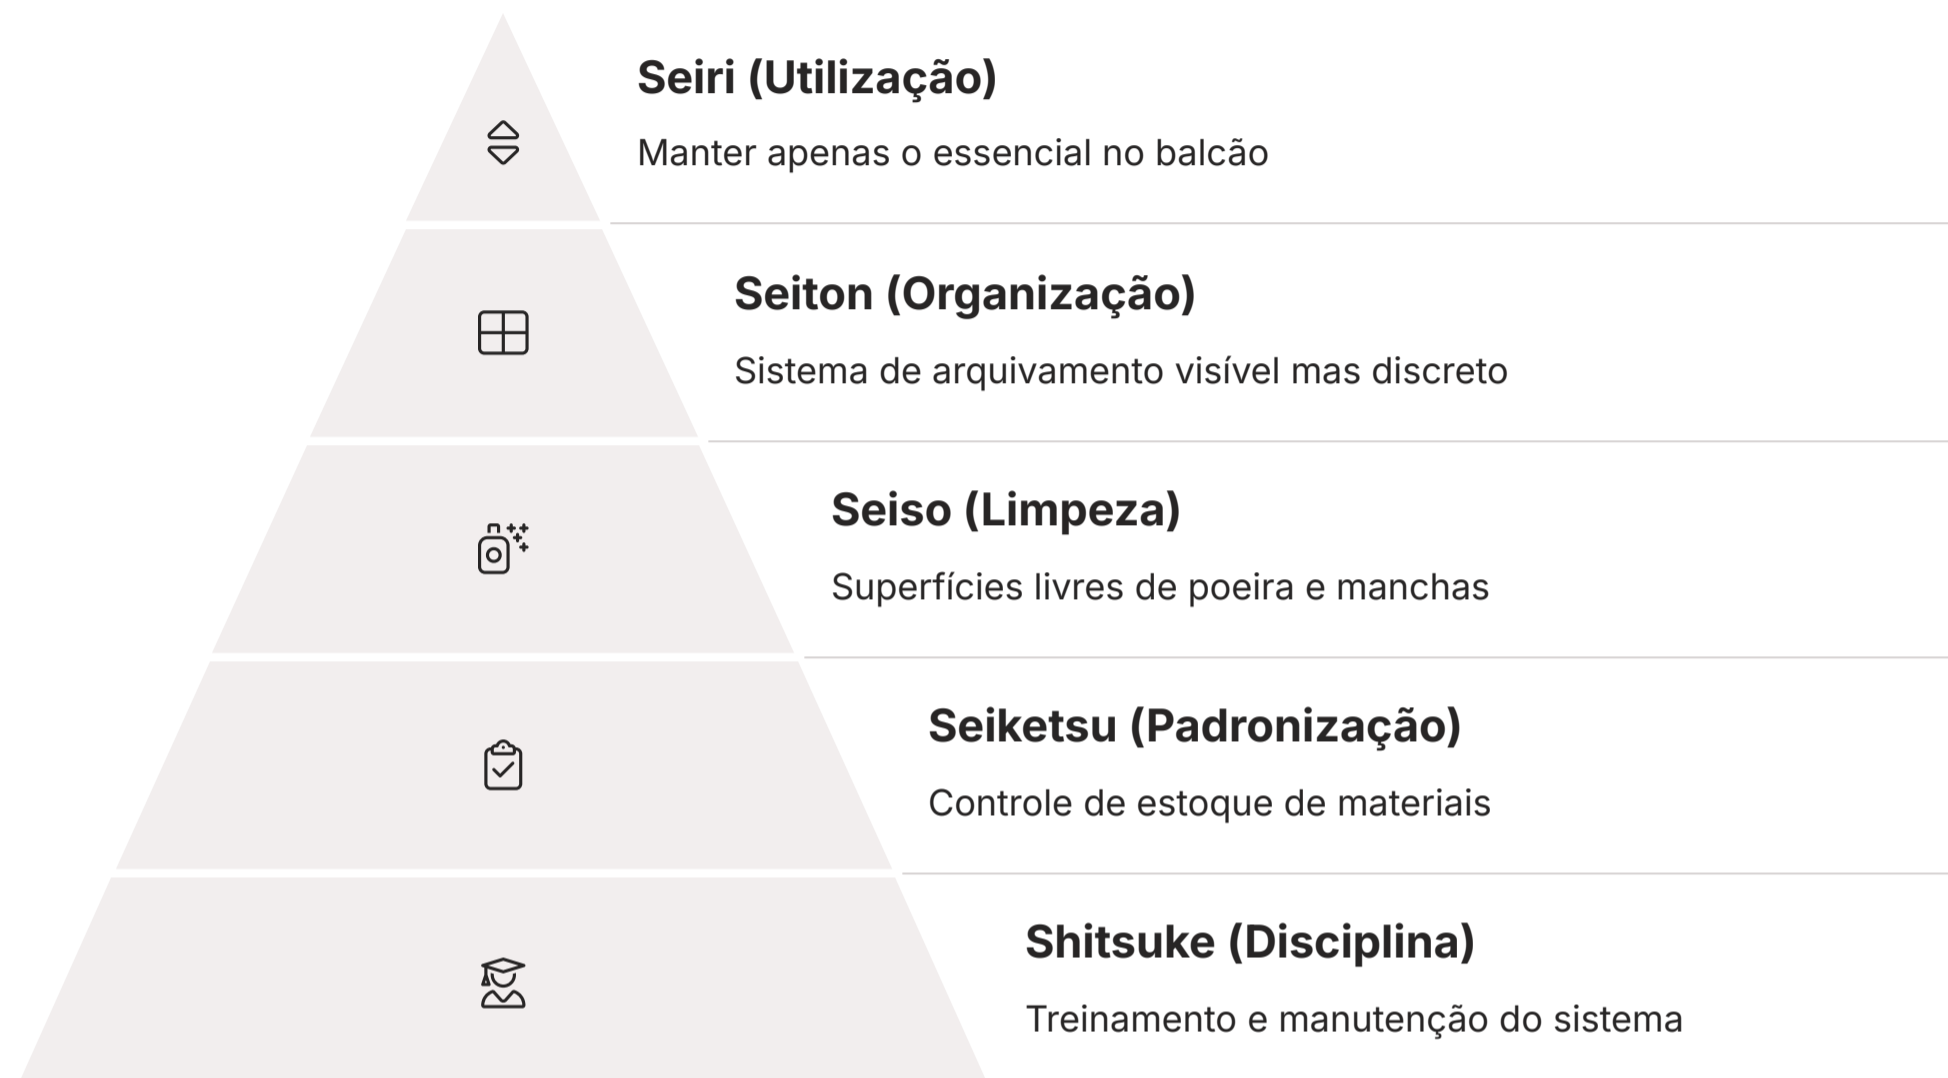 Seiri (Utilização)
Manter apenas o essencial no balcão
Seiton (Organização)
Sistema de arquivamento visível mas discreto
Seiso (Limpeza)
Superfícies livres de poeira e manchas
Seiketsu (Padronização)
Controle de estoque de materiais
Shitsuke (Disciplina)
Treinamento e manutenção do sistema